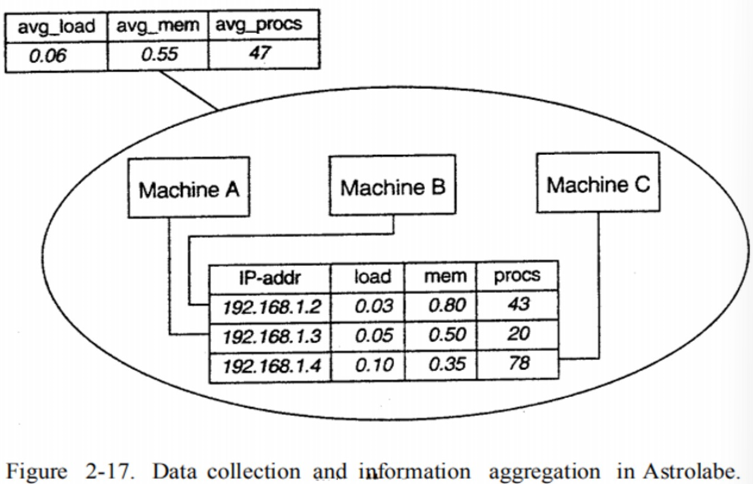 avg_load avg_mem avg_procs
0.06 0.55 47
Machine A Machine B Machine C
IP-addr load mem procs
192.168.1.2 0.03 0.80 43
192.168.1.3 0.05 0.50 20
192.168.1.4 0.10 0.35 78
Figure 2-17. Data collection and information aggregation in Astrolabe.